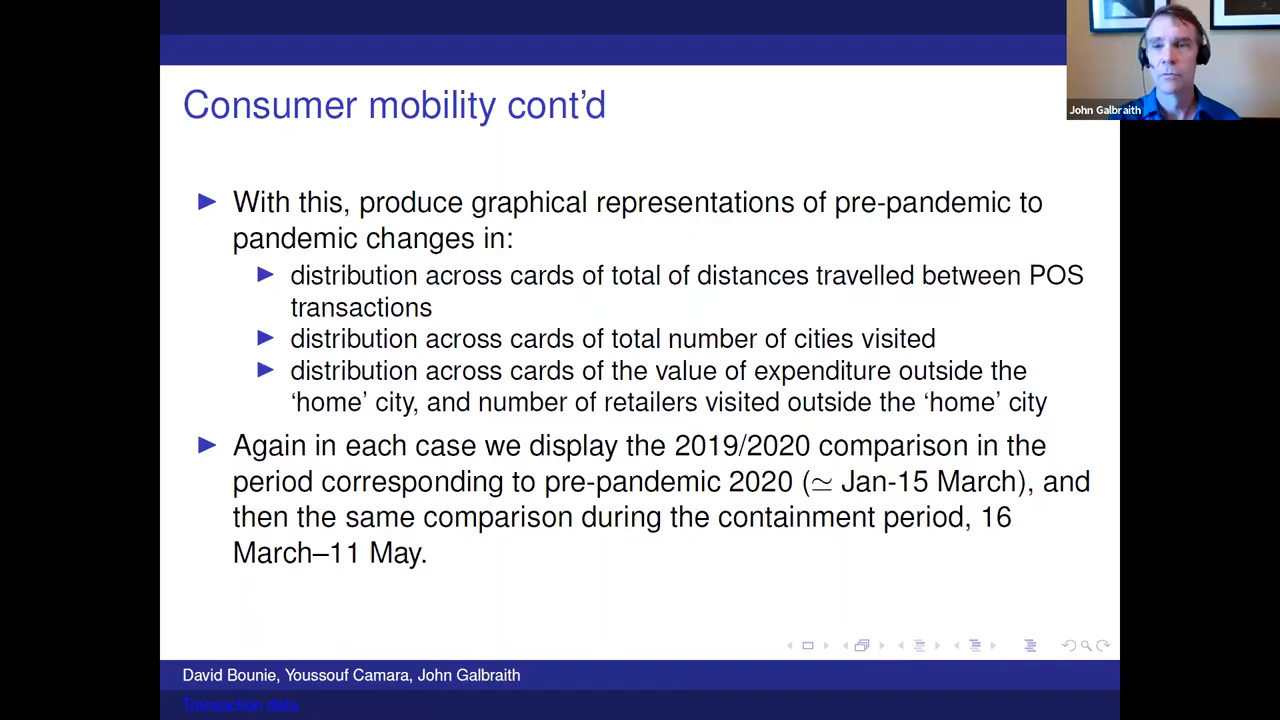 Consumer mobility cont'd
John Galbraith
▶ With this, produce graphical representations of pre-pandemic to
pandemic changes in:
▶ distribution across cards of total of distances travelled between POS
transactions
▶ distribution across cards of total number of cities visited
▶ distribution across cards of the value of expenditure outside the
‘home’ city, and number of retailers visited outside the ‘home’ city
▶ Again in each case we display the 2019/2020 comparison in the
period corresponding to pre-pandemic 2020 (≃ Jan-15 March), and
then the same comparison during the containment period, 16
March–11 May.
David Bounie, Youssouf Camara, John Galbraith
Transaction data